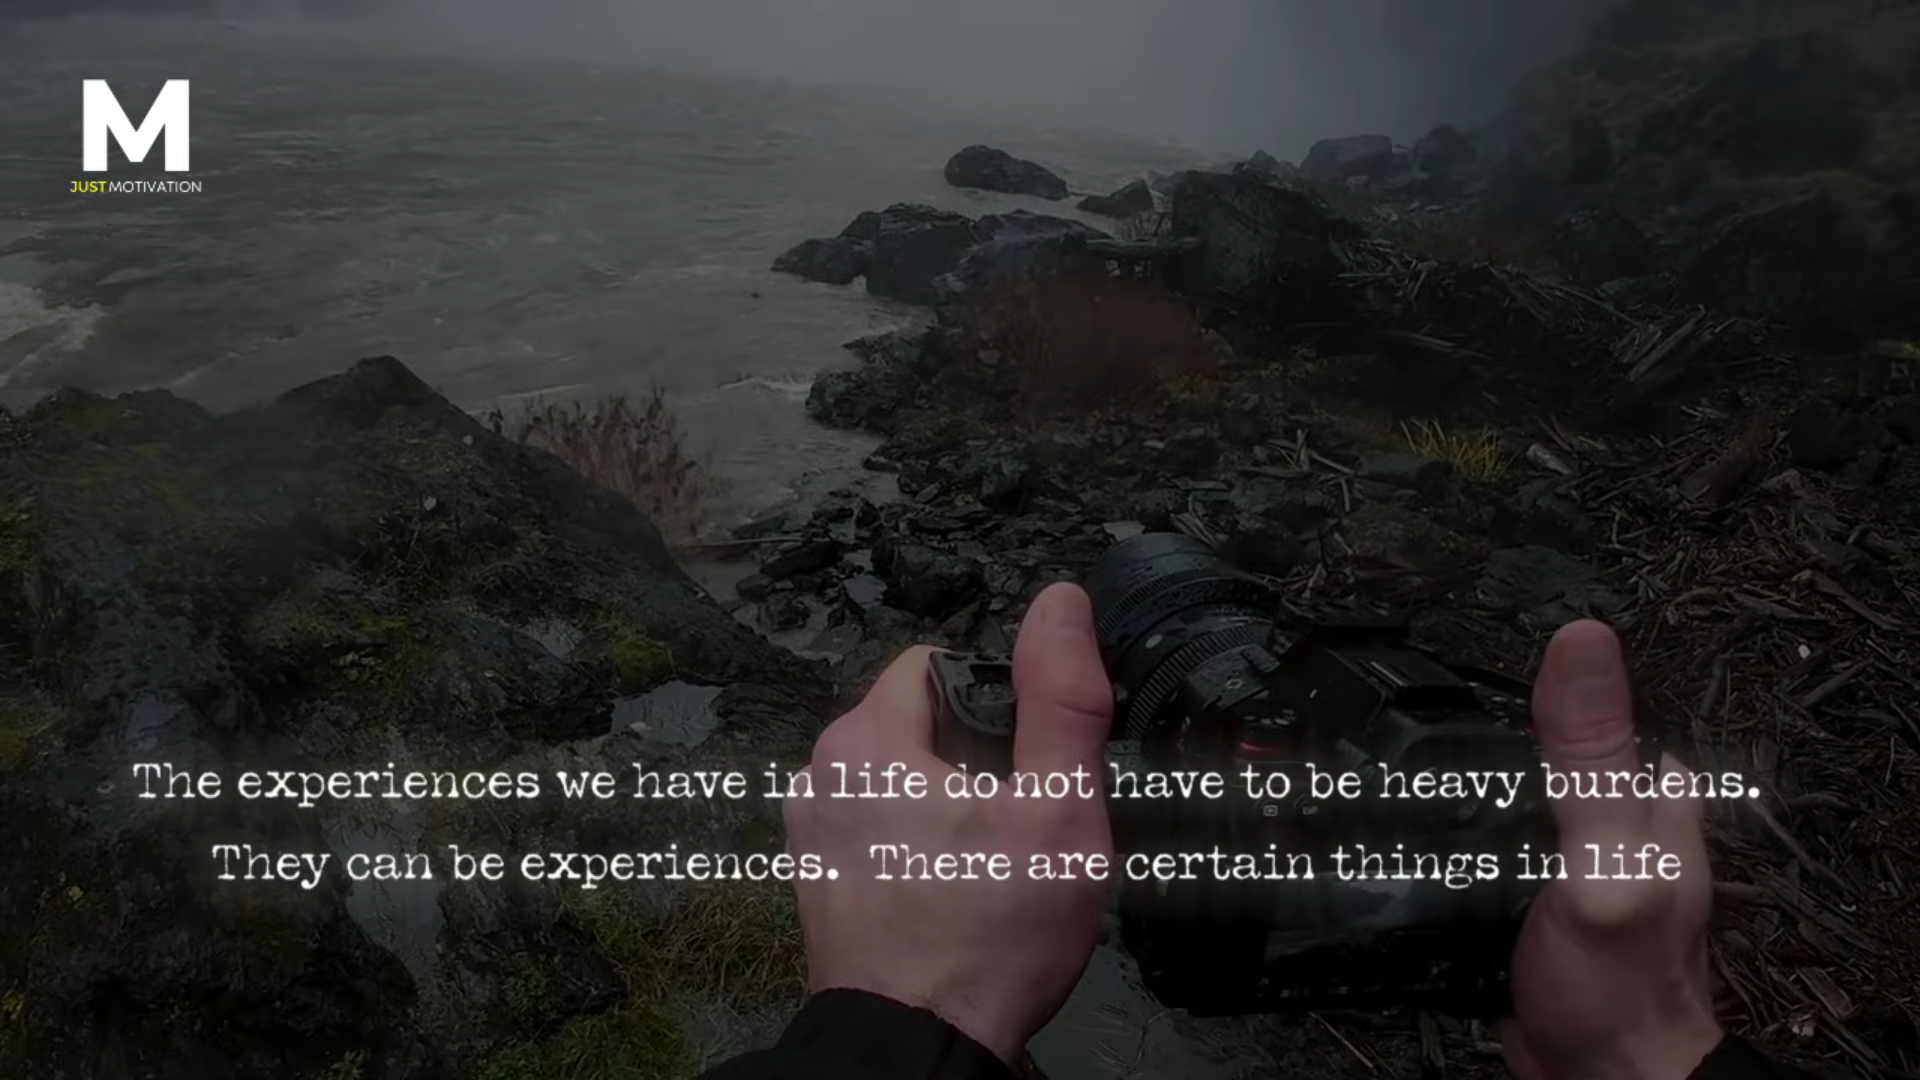 M
JUST MOTIVATION
The experiences we have in life do not have to be heavy burdens.
They can be experiences. There are certain things in life